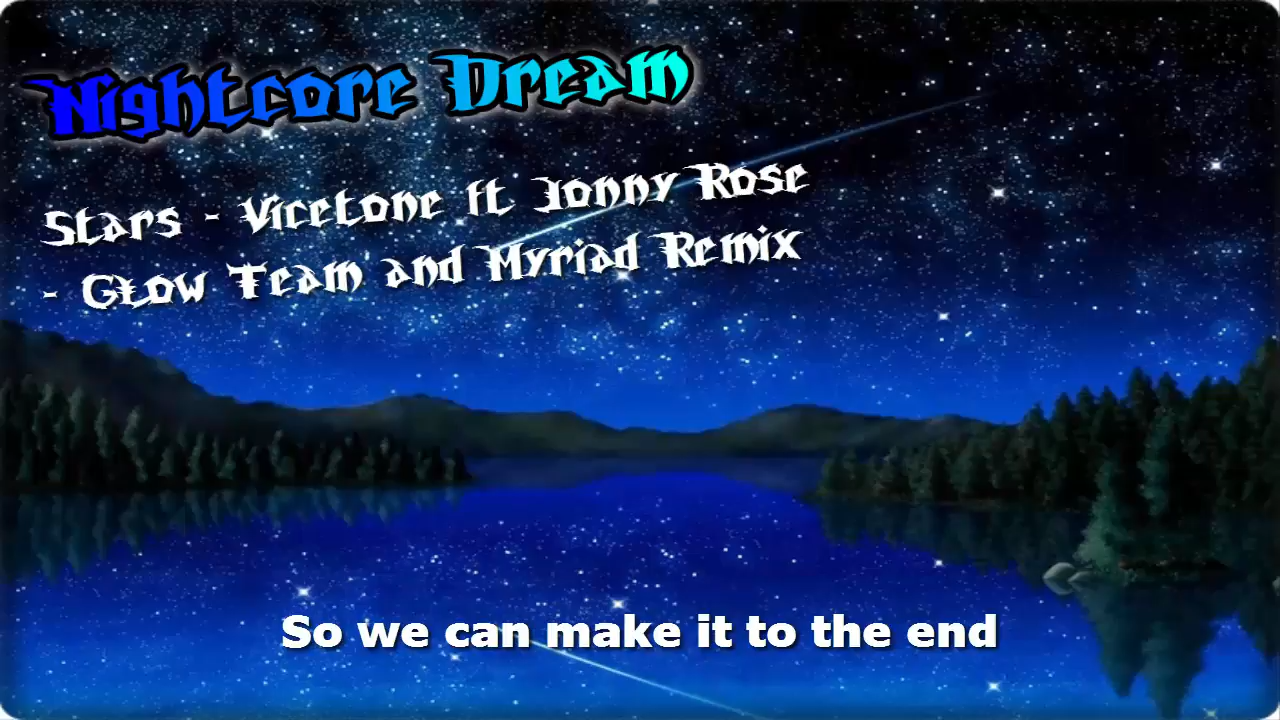 Nightcore Dream
Stars - Vicetone ft Jonny Rose
- Glow Team and Myriad Remix
So we can make it to the end